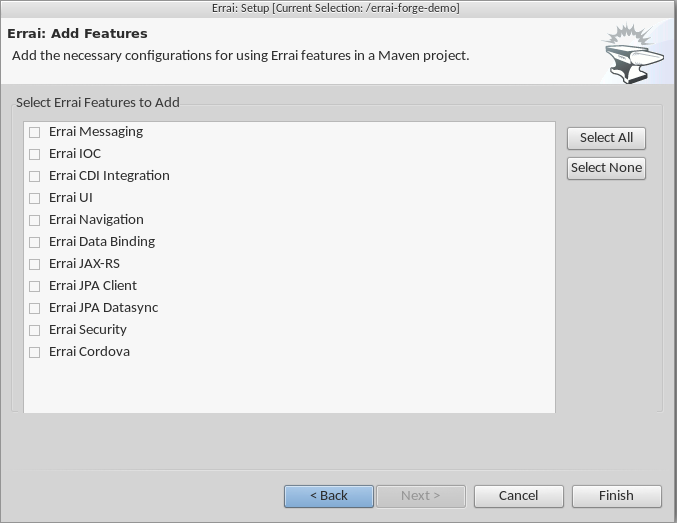 Errai: Setup [Current Selection: /errai-forge-demo]
Errai: Add Features
Add the necessary configurations for using Errai features in a Maven project.
Select Errai Features to Add
Errai Messaging
Errai IOC
Errai CDI Integration
Errai UI
Errai Navigation
Errai Data Binding
Errai JAX-RS
Errai JPA Client
Errai JPA Datasync
Errai Security
Errai Cordova
Select All
Select None
< Back
Next >
Cancel
Finish